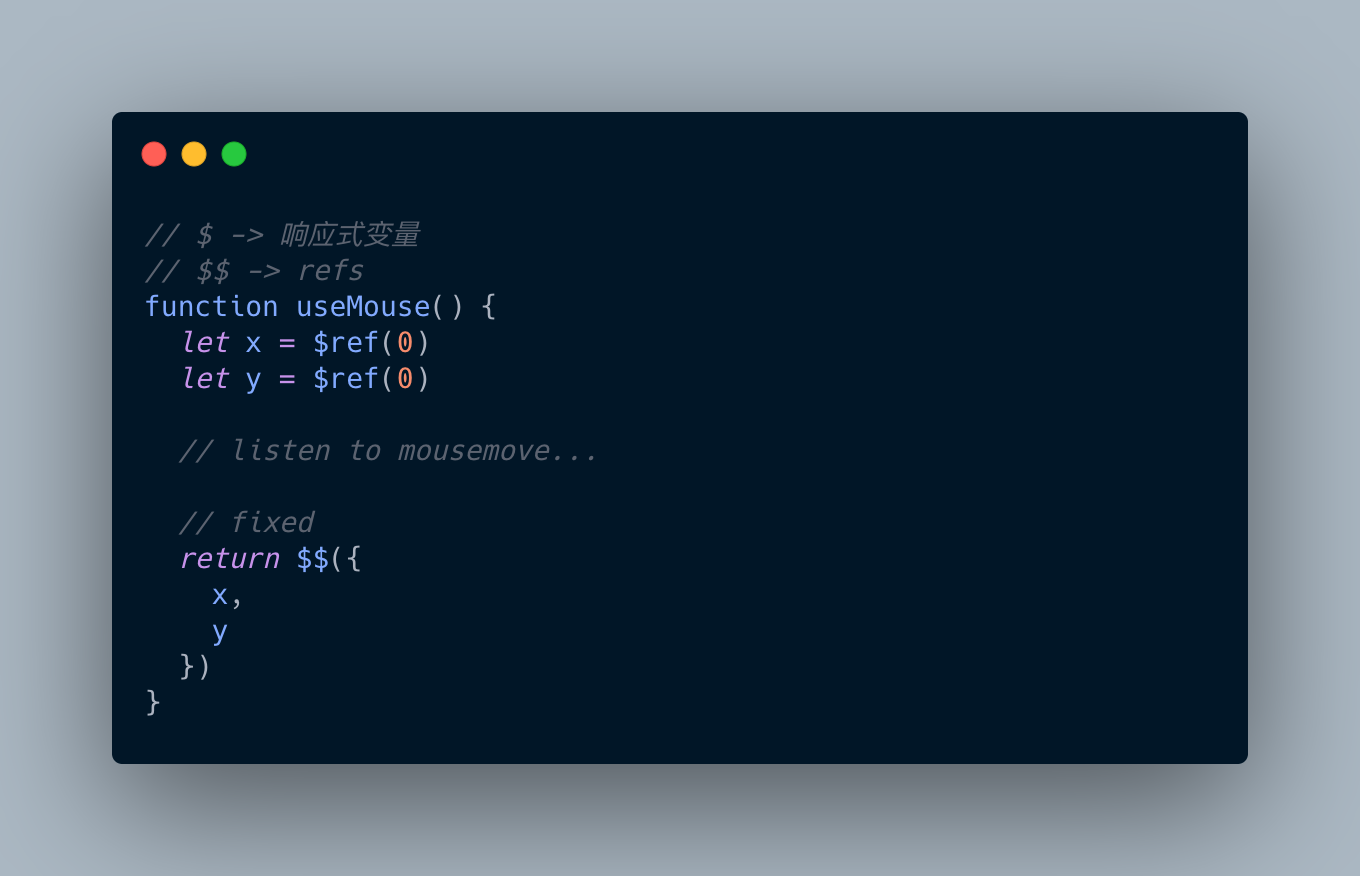 // $ -> 响应式变量
// $$ -> refs
function useMouse() {
  let x = $ref(0)
  let y = $ref(0)

  // listen to mousemove...

  // fixed
  return $$({
    x,
    y
  })
}